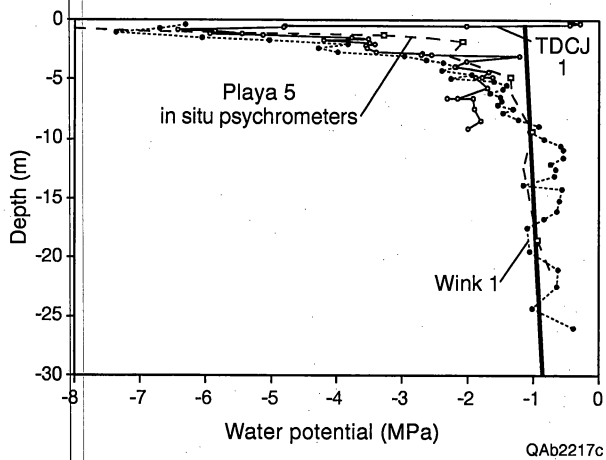 0
TDCJ
1
-5
Playa 5
in situ psychrometers
-10
Depth (m)
-15
-20
Wink 1
-25
-30
-8 -7 -6 -5 -4 -3 -2 -1 0
Water potential (MPa)
QAb2217c